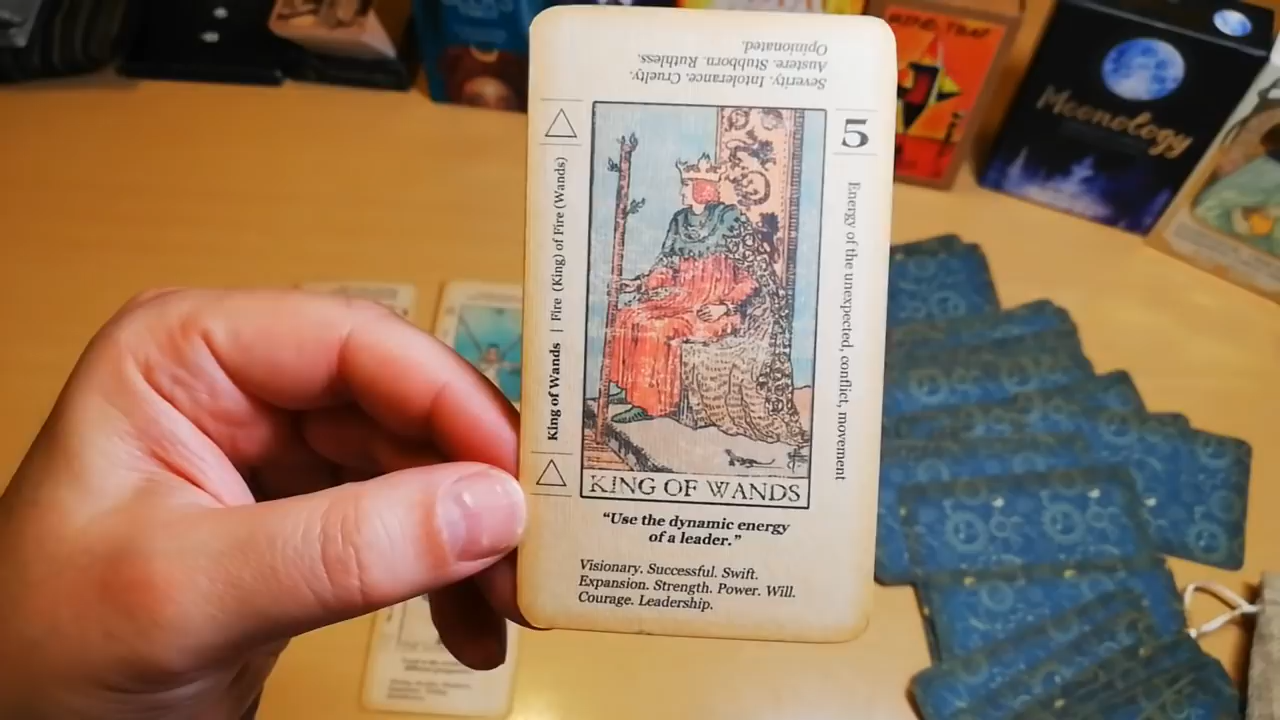 Severity. Intolerance. Cruelty.
Austere. Stubborn. Ruthless.
Opinionated.
5
Energy of the unexpected, conflict, movement
King of Wands | Fire (King) of Fire (Wands)
KING OF WANDS
“Use the dynamic energy
of a leader.”
Visionary. Successful. Swift.
Expansion. Strength. Power. Will.
Courage. Leadership.
Moonology